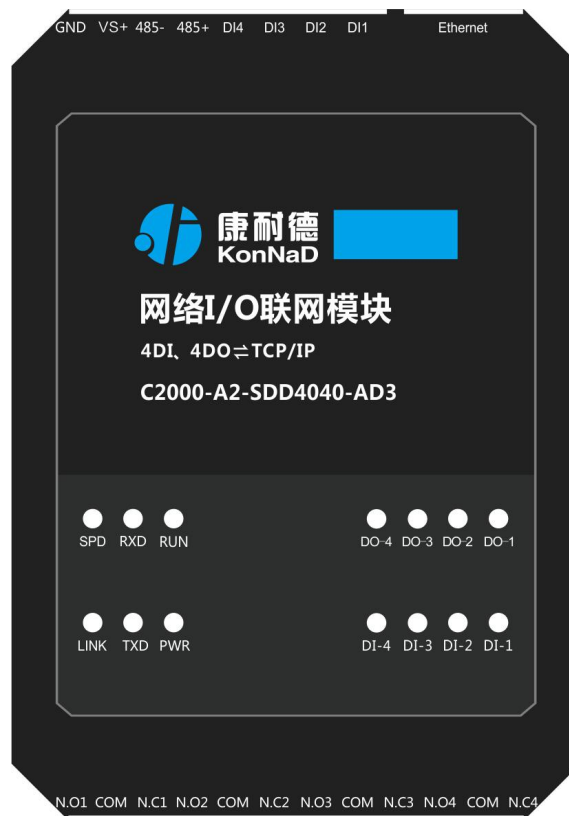 GND VS+ 485- 485+ DI4 DI3 DI2 DI1 Ethernet
康耐德
KonNaD
网络I/O联网模块
4DI、4DO⇌TCP/IP
C2000-A2-SDD4040-AD3
SPD RXD RUN DO-4 DO-3 DO-2 DO-1
LINK TXD PWR DI-4 DI-3 DI-2 DI-1
N.O1 COM N.C1 N.O2 COM N.C2 N.O3 COM N.C3 N.O4 COM N.C4